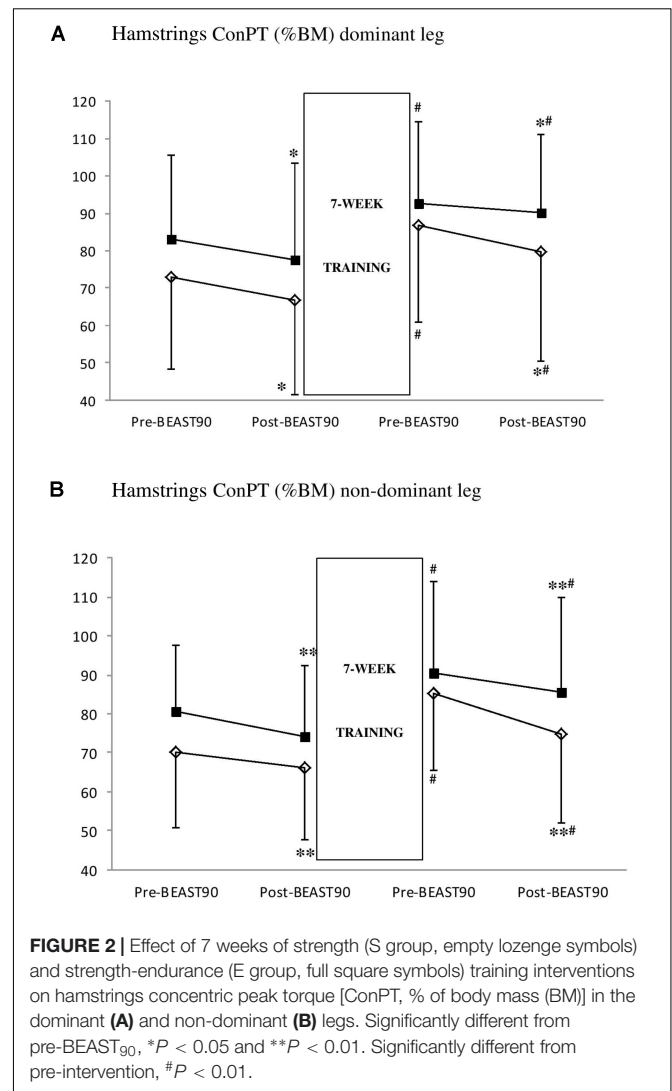 A Hamstrings ConPT (%BM) dominant leg
120
110
100
90
80
70
60
50
40
*
*
7-WEEK
TRAINING
#
#
*#
*#
Pre-BEAST90 Post-BEAST90 Pre-BEAST90 Post-BEAST90
B Hamstrings ConPT (%BM) non-dominant leg
120
110
100
90
80
70
60
50
40
**
**
7-WEEK
TRAINING
#
#
**#
**#
Pre-BEAST90 Post-BEAST90 Pre-BEAST90 Post-BEAST90
FIGURE 2 | Effect of 7 weeks of strength (S group, empty lozenge symbols)
and strength-endurance (E group, full square symbols) training interventions
on hamstrings concentric peak torque [ConPT, % of body mass (BM)] in the
dominant (A) and non-dominant (B) legs. Significantly different from
pre-BEAST90, *P < 0.05 and **P < 0.01. Significantly different from
pre-intervention, #P < 0.01.